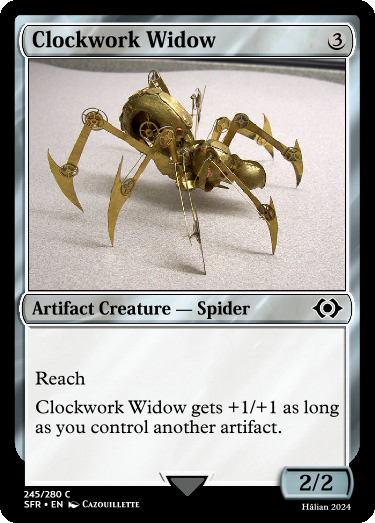 Clockwork Widow 3
Artifact Creature — Spider
Reach
Clockwork Widow gets +1/+1 as long
as you control another artifact.
2/2
245/280 C
SFR • EN Cazouillette
Hålian 2024